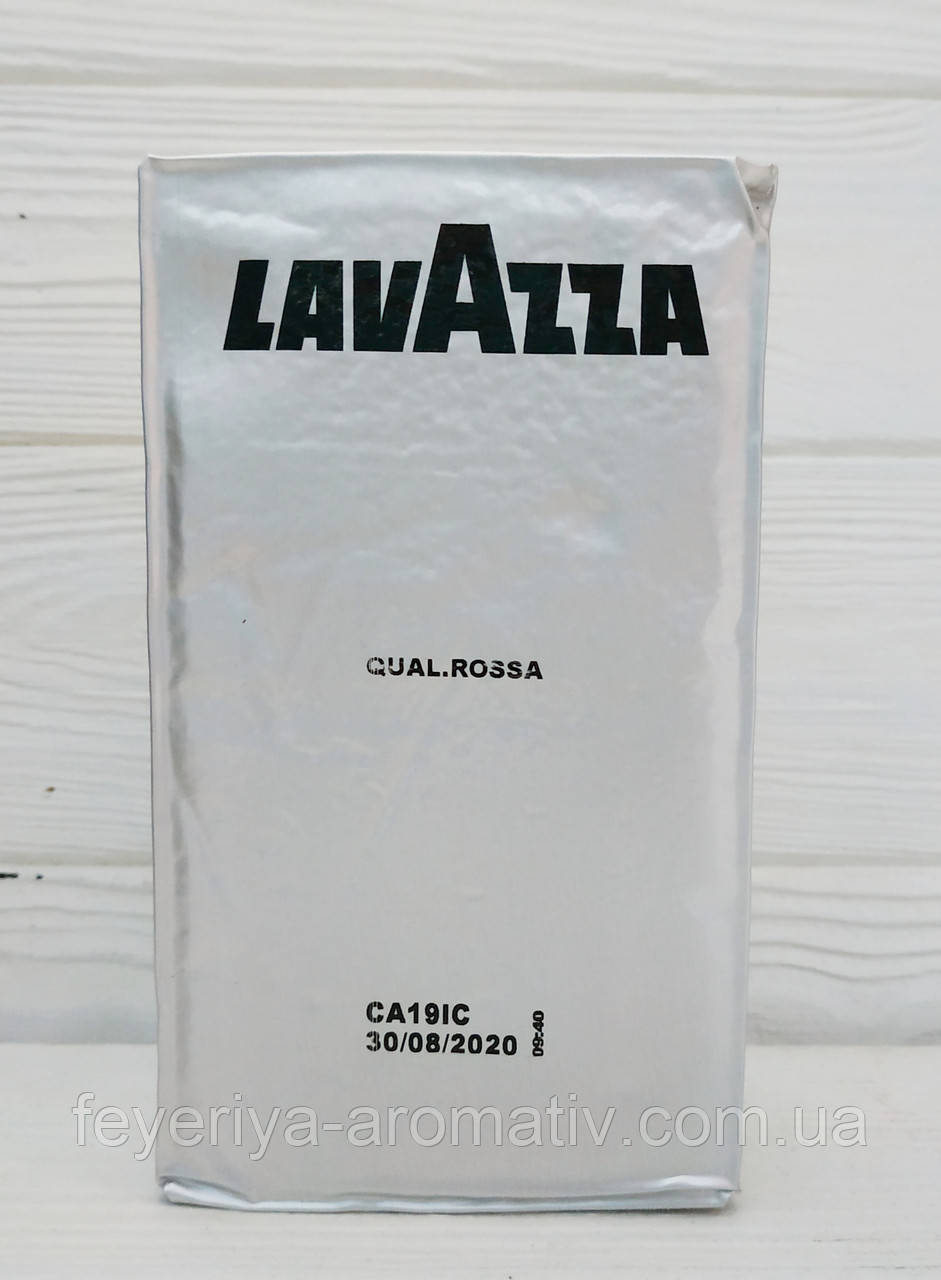 LAVAZZA
QUAL.ROSSA
CA19IC
30/08/2020 09:40
feyeriya-aromativ.com.ua